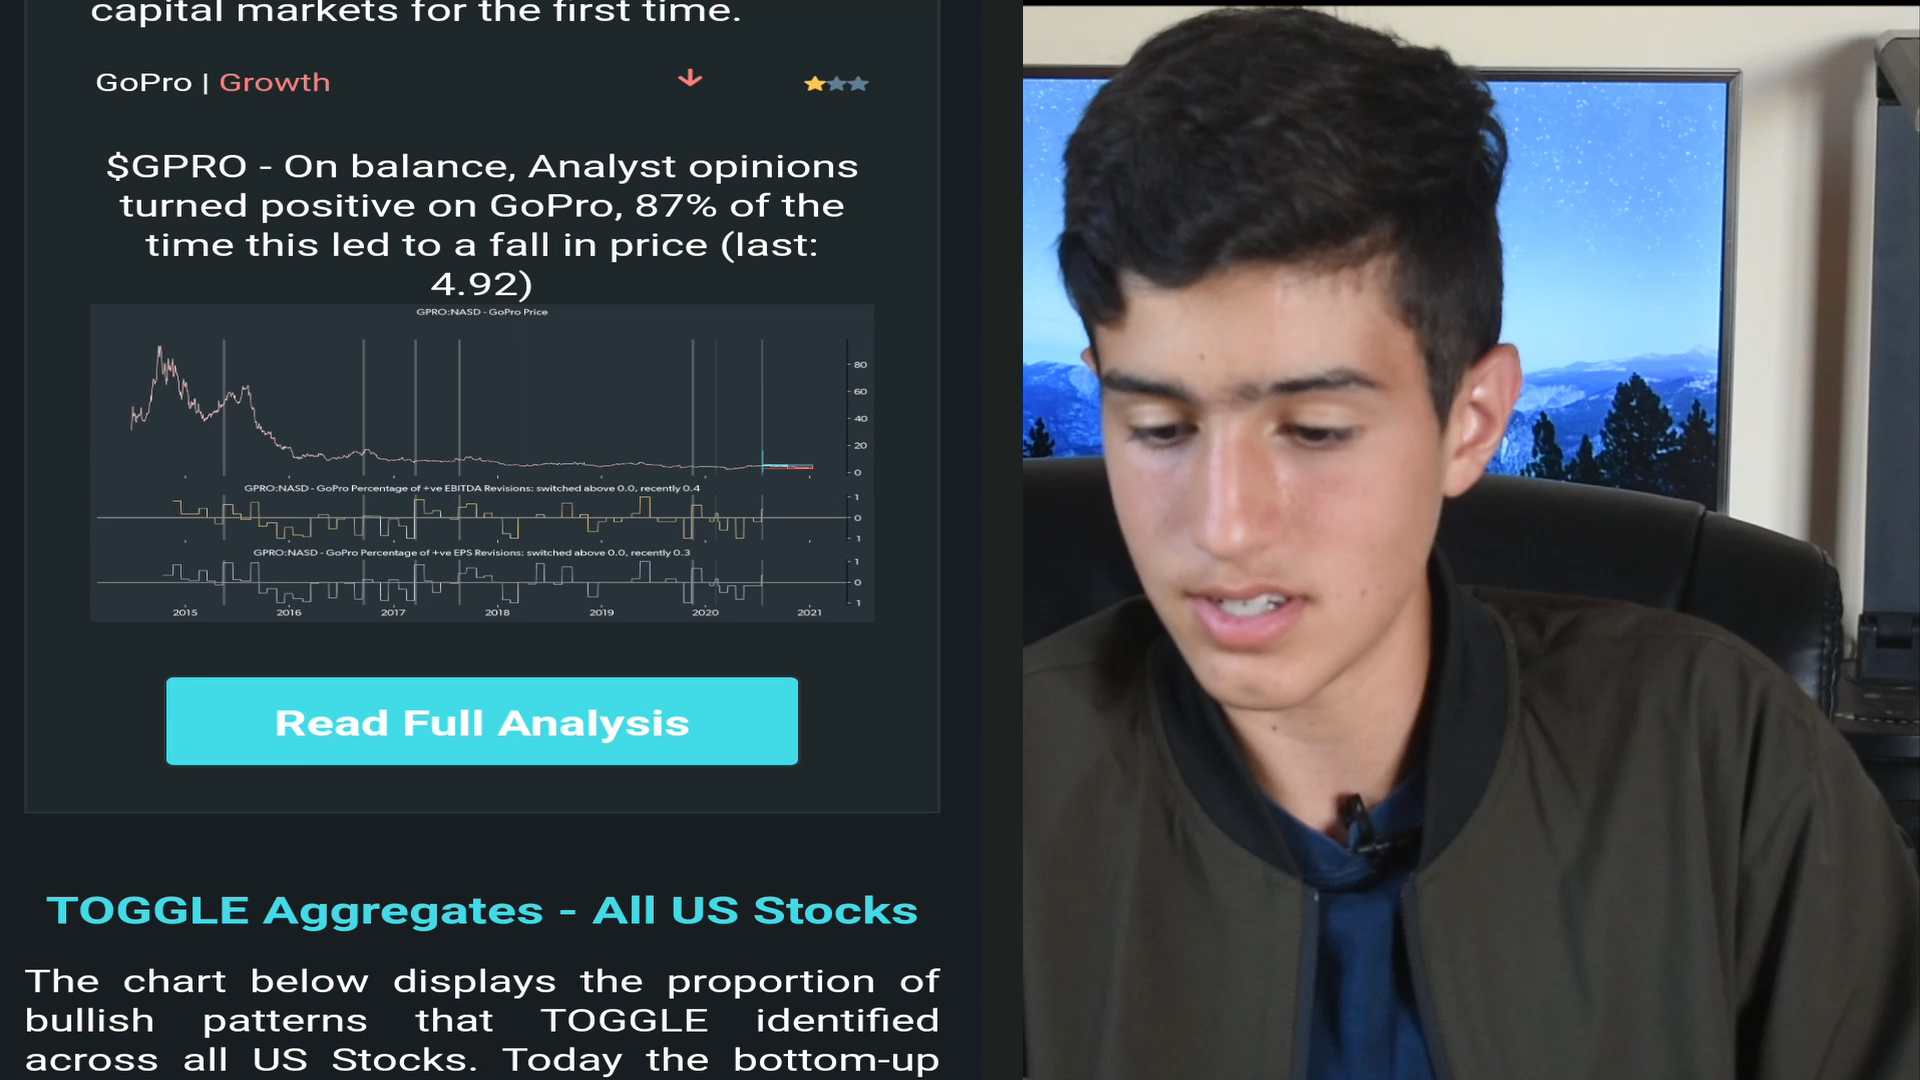 capital markets for the first time.
GoPro | Growth
$GPRO - On balance, Analyst opinions
turned positive on GoPro, 87% of the
time this led to a fall in price (last:
4.92)
GPRO:NASD - GoPro Price
80
60
40
20
0
GPRO:NASD - GoPro Percentage of +ve EBITDA Revisions: switched above 0.0, recently 0.4
1
0
1
GPRO:NASD - GoPro Percentage of +ve EPS Revisions: switched above 0.0, recently 0.3
1
0
1
2015 2016 2017 2018 2019 2020 2021
Read Full Analysis
TOGGLE Aggregates - All US Stocks
The chart below displays the proportion of
bullish patterns that TOGGLE identified
across all US Stocks. Today the bottom-up